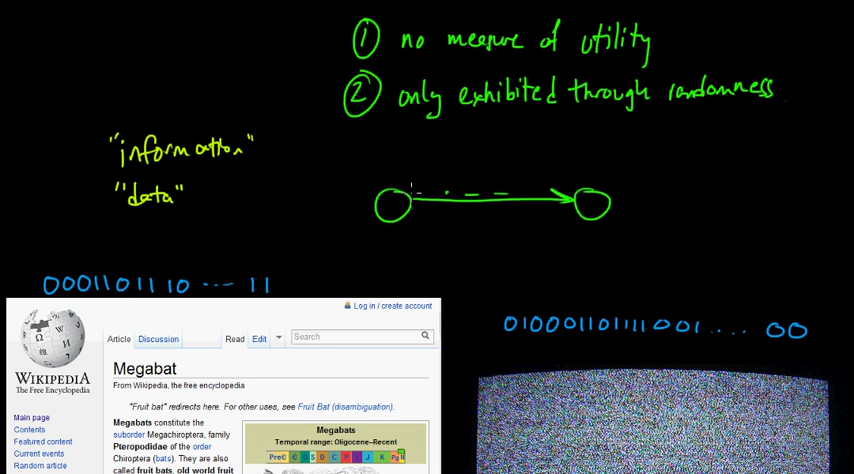 ① no measure of utility
② only exhibited through randomness
"information"
"data"
0001101110 ··· 11
010001101111001 .... 00
Log in / create account
Article Discussion Read Edit Search
WIKIPEDIA
The Free Encyclopedia
Main page
Contents
Featured content
Current events
Random article
Megabat
From Wikipedia, the free encyclopedia
"Fruit bat" redirects here. For other uses, see Fruit Bat (disambiguation).
Megabats constitute the
suborder Megachiroptera, family
Pteropodidae of the order
Chiroptera (bats). They are also
called fruit bats, old world fruit
Megabats
Temporal range: Oligocene–Recent
PreꞒ Ꞓ O S D C P T J K Pg N